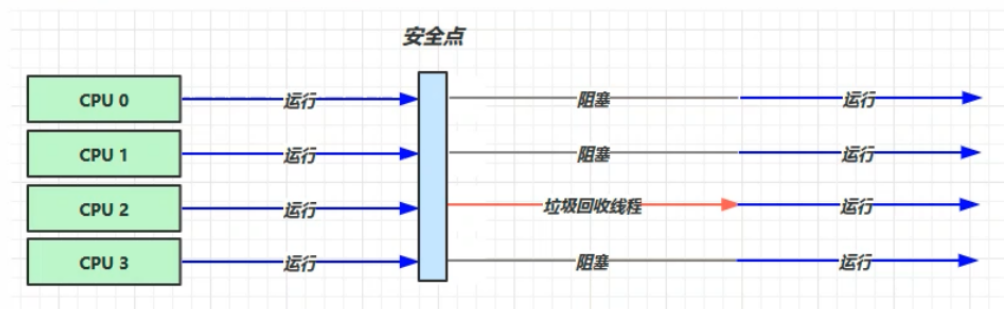 安全点
CPU 0 运行 阻塞 运行
CPU 1 运行 阻塞 运行
CPU 2 运行 垃圾回收线程 运行
CPU 3 运行 阻塞 运行